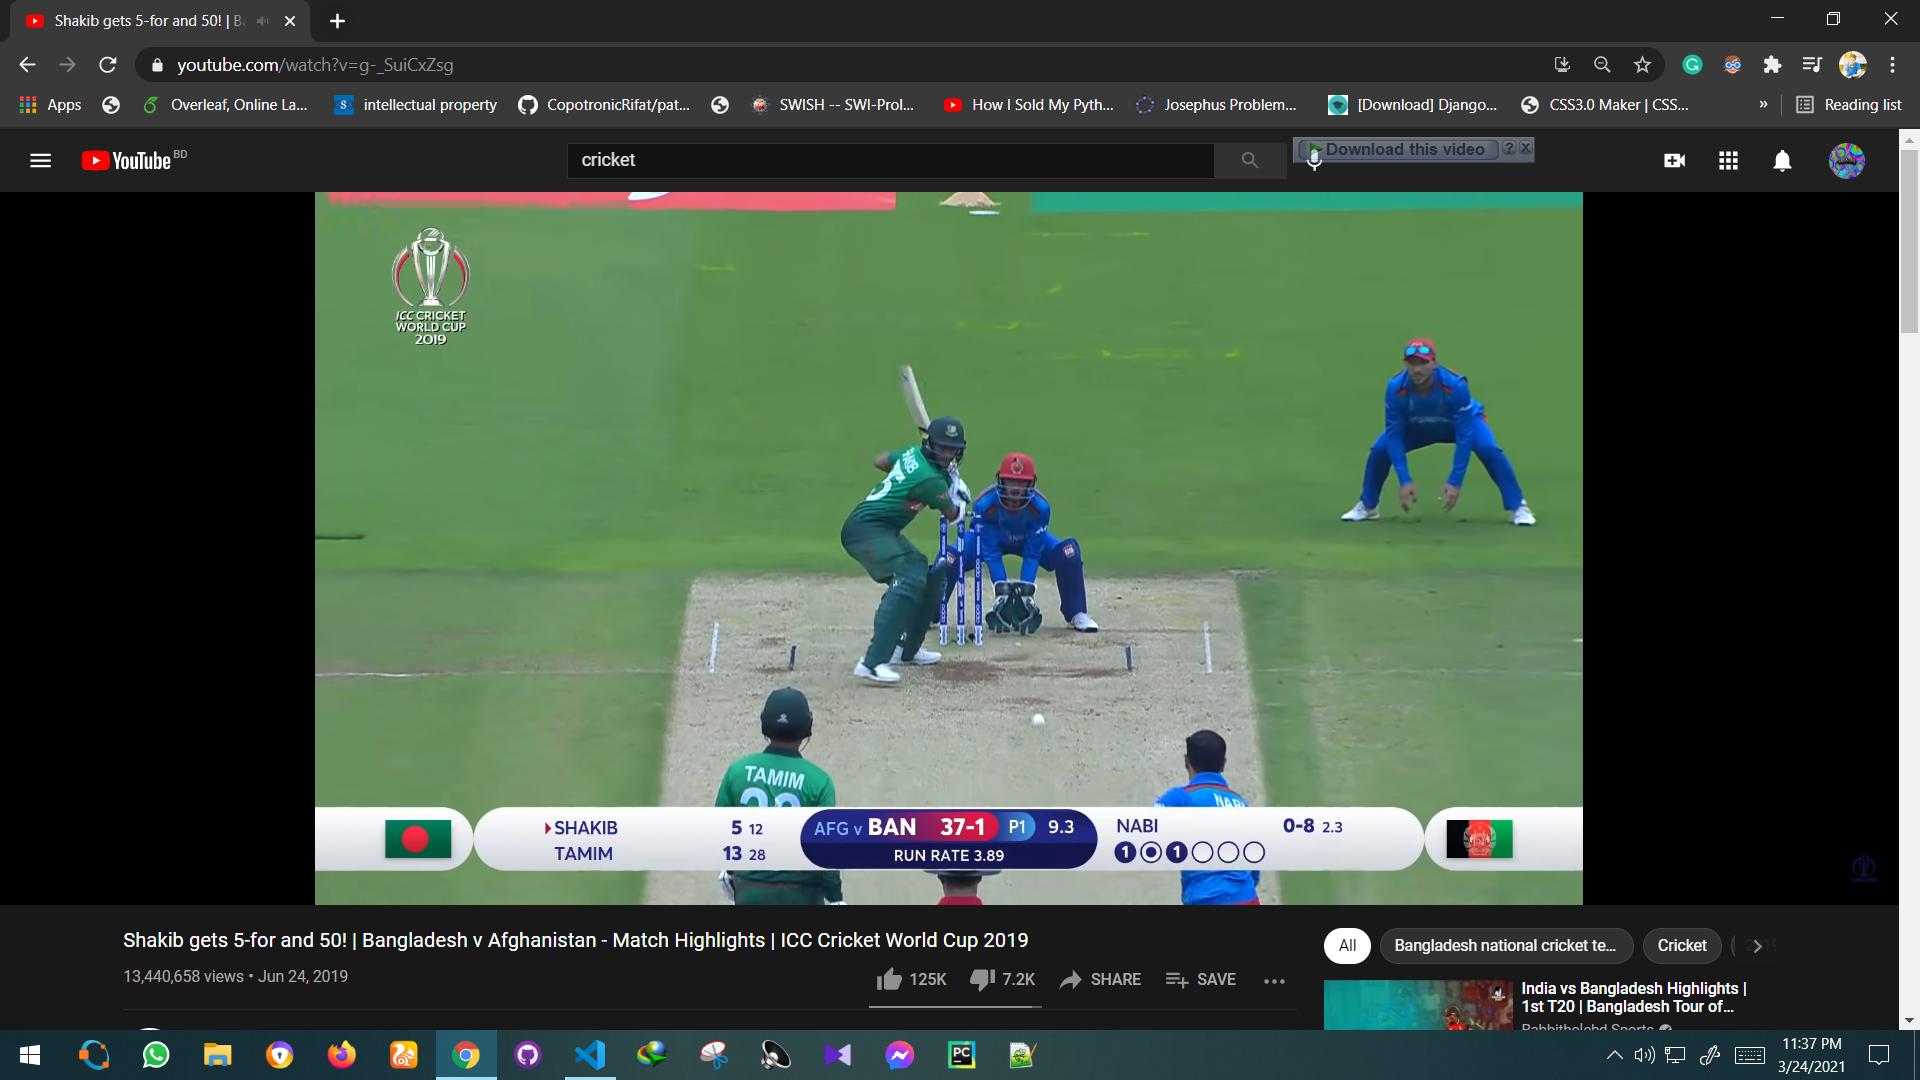 Shakib gets 5-for and 50! | B
youtube.com/watch?v=g-_SuiCxZsg
Apps
Overleaf, Online La...
intellectual property
CopotronicRifat/pat...
SWISH -- SWI-Prol...
How I Sold My Pyth...
Josephus Problem...
[Download] Django...
CSS3.0 Maker | CSS...
»
Reading list
YouTube BD
cricket
Download this video
ICC CRICKET
WORLD CUP
2019
SHAKIB
TAMIM
NABI
SHAKIB 5 12
TAMIM 13 28
AFG v BAN 37-1 P1 9.3
RUN RATE 3.89
NABI 0-8 2.3
1 1
Shakib gets 5-for and 50! | Bangladesh v Afghanistan - Match Highlights | ICC Cricket World Cup 2019
13,440,658 views • Jun 24, 2019
125K
7.2K
SHARE
SAVE
All
Bangladesh national cricket te...
Cricket
India vs Bangladesh Highlights |
1st T20 | Bangladesh Tour of...
Rabbitholebd Sports
PC
11:37 PM
3/24/2021